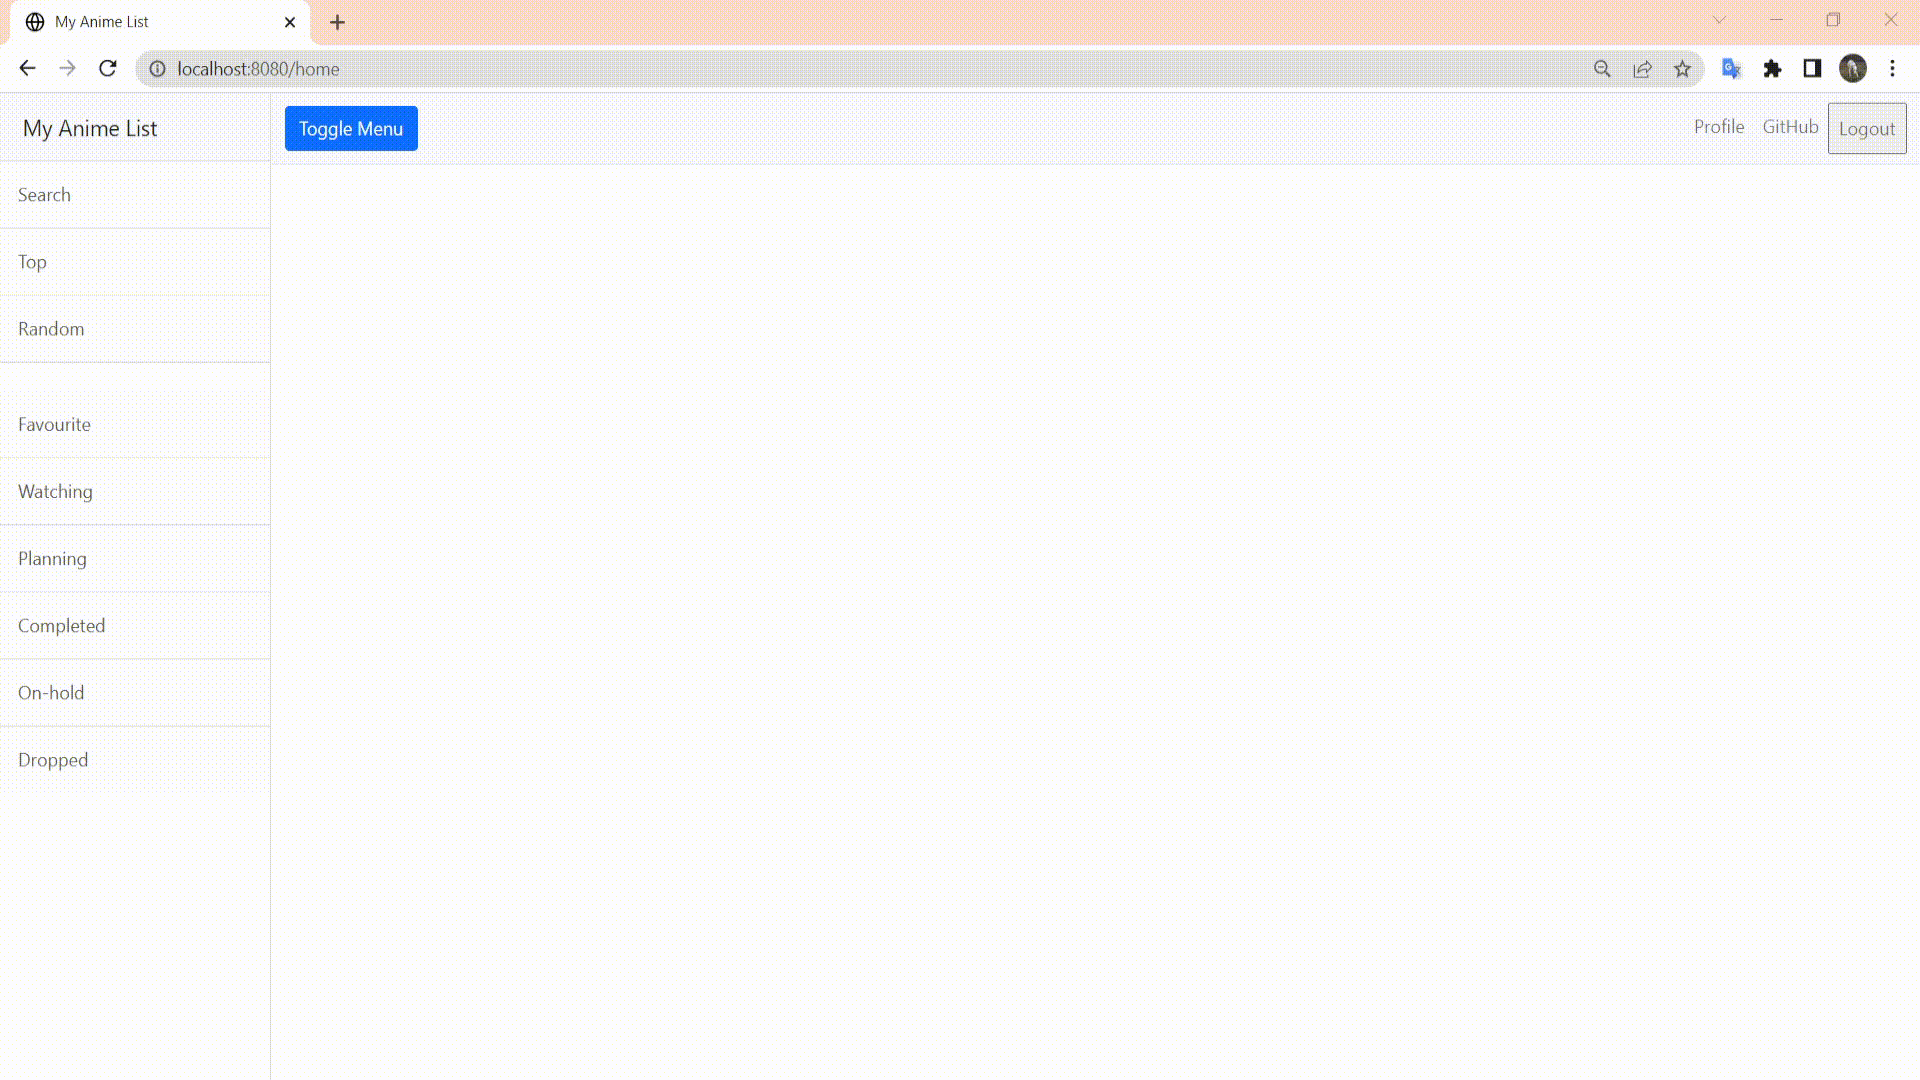 My Anime List
localhost:8080/home
My Anime List
Toggle Menu
Profile
GitHub
Logout
Search
Top
Random
Favourite
Watching
Planning
Completed
On-hold
Dropped